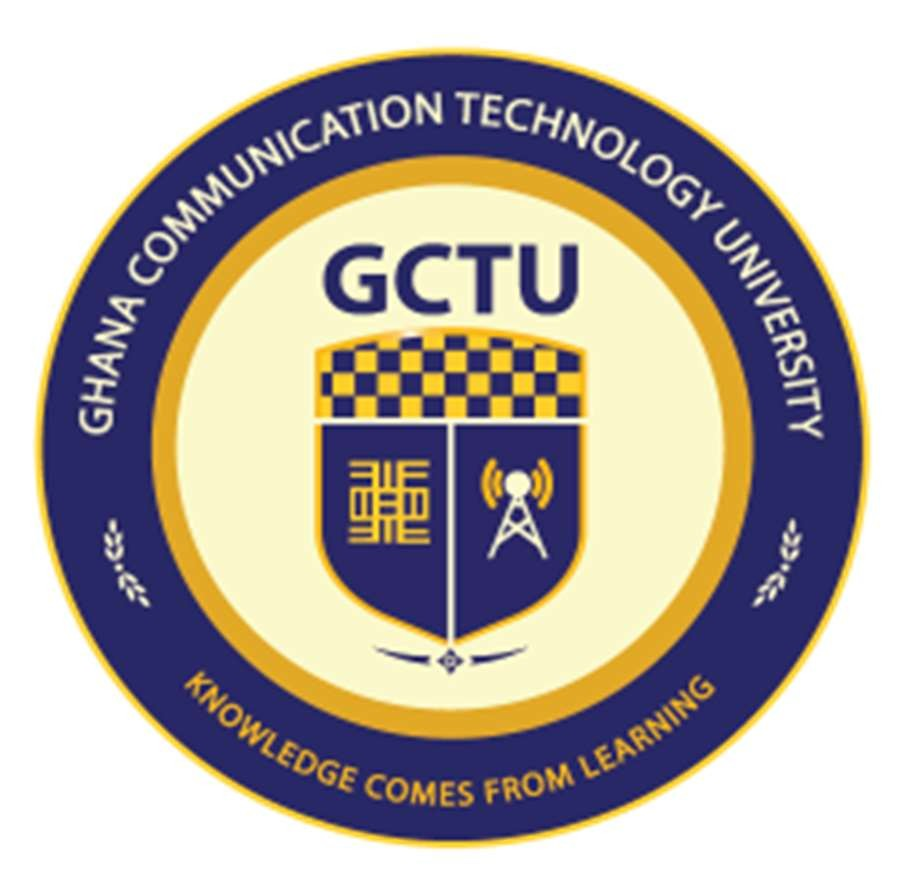 GHANA COMMUNICATION TECHNOLOGY UNIVERSITY
GCTU
KNOWLEDGE COMES FROM LEARNING